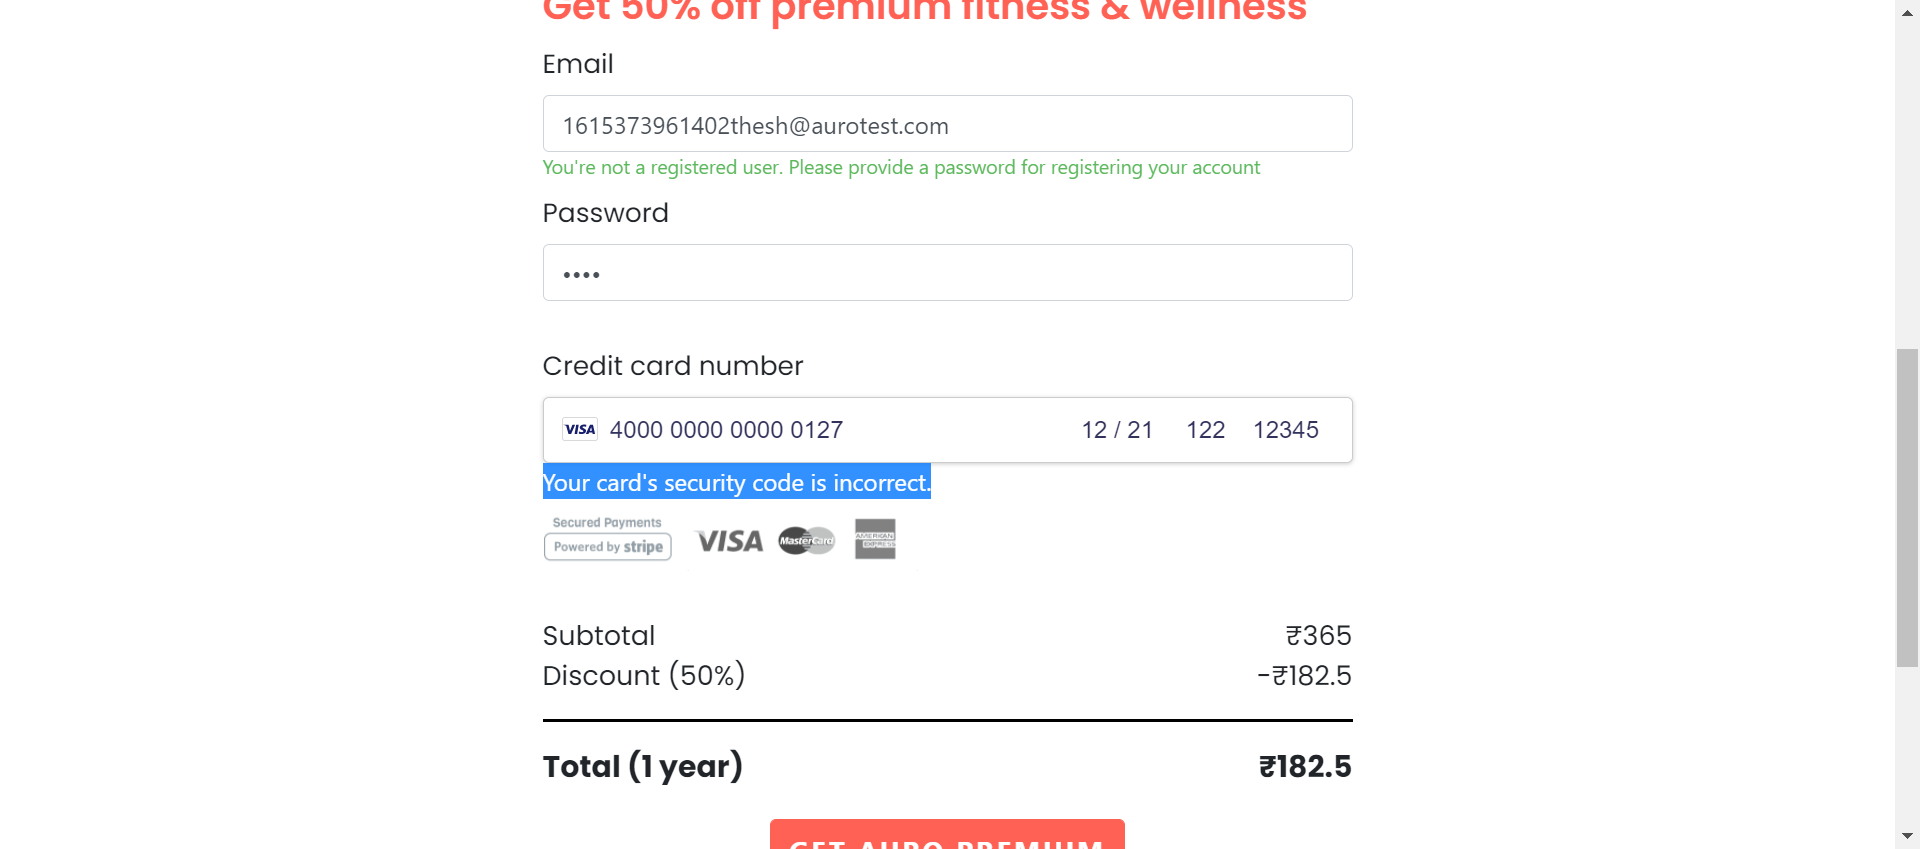 Get 50% off premium fitness & wellness
Email
1615373961402thesh@aurotest.com
You're not a registered user. Please provide a password for registering your account
Password
••••
Credit card number
VISA 4000 0000 0000 0127 12 / 21 122 12345
Your card's security code is incorrect.
Secured Payments
Powered by stripe
VISA MasterCard AMERICAN EXPRESS
Subtotal ₹365
Discount (50%) -₹182.5
Total (1 year) ₹182.5
GET AURO PREMIUM